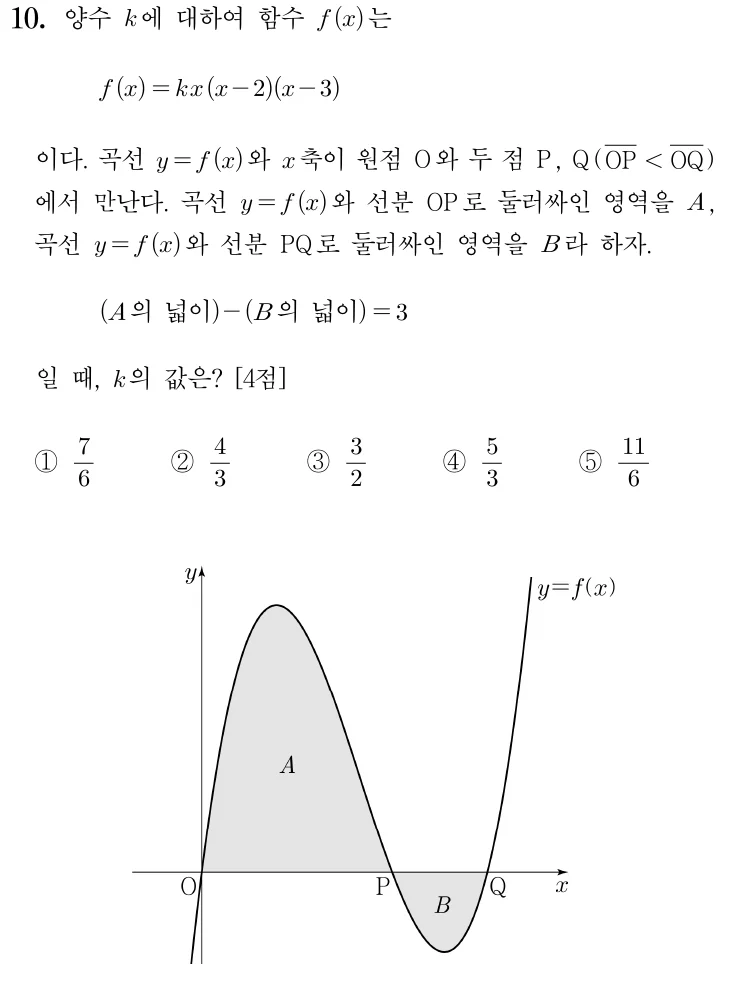 10. 양수 k에 대하여 함수 f(x)는
f(x)=kx(x-2)(x-3)
이다. 곡선 y=f(x)와 x축이 원점 O와 두 점 P, Q(\overline{OP}<\overline{OQ})
에서 만난다. 곡선 y=f(x)와 선분 OP로 둘러싸인 영역을 A,
곡선 y=f(x)와 선분 PQ로 둘러싸인 영역을 B라 하자.
(A의 넓이)-(B의 넓이)=3
일 때, k의 값은? [4점]
① 7/6 ② 4/3 ③ 3/2 ④ 5/3 ⑤ 11/6
y
y=f(x)
A
O P Q x
B